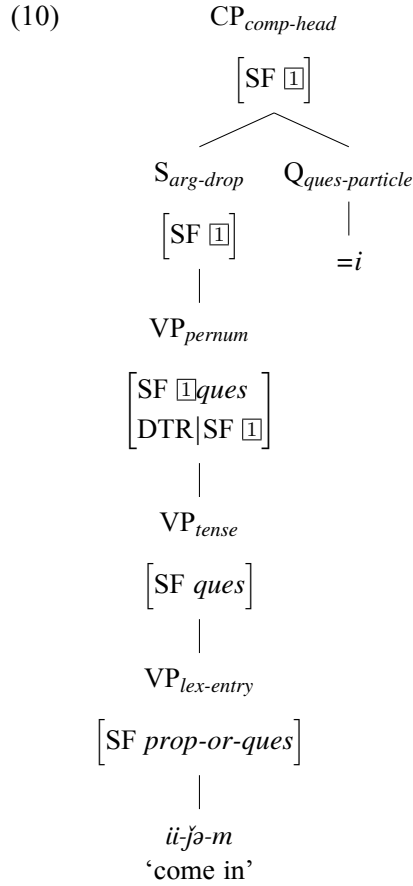 (10) CP comp-head
[SF 1]
S arg-drop Q ques-particle
[SF 1] =i
VP pernum
[SF 1 ques
DTR|SF 1]
VP tense
[SF ques]
VP lex-entry
[SF prop-or-ques]
ii-ǰə-m
‘come in’